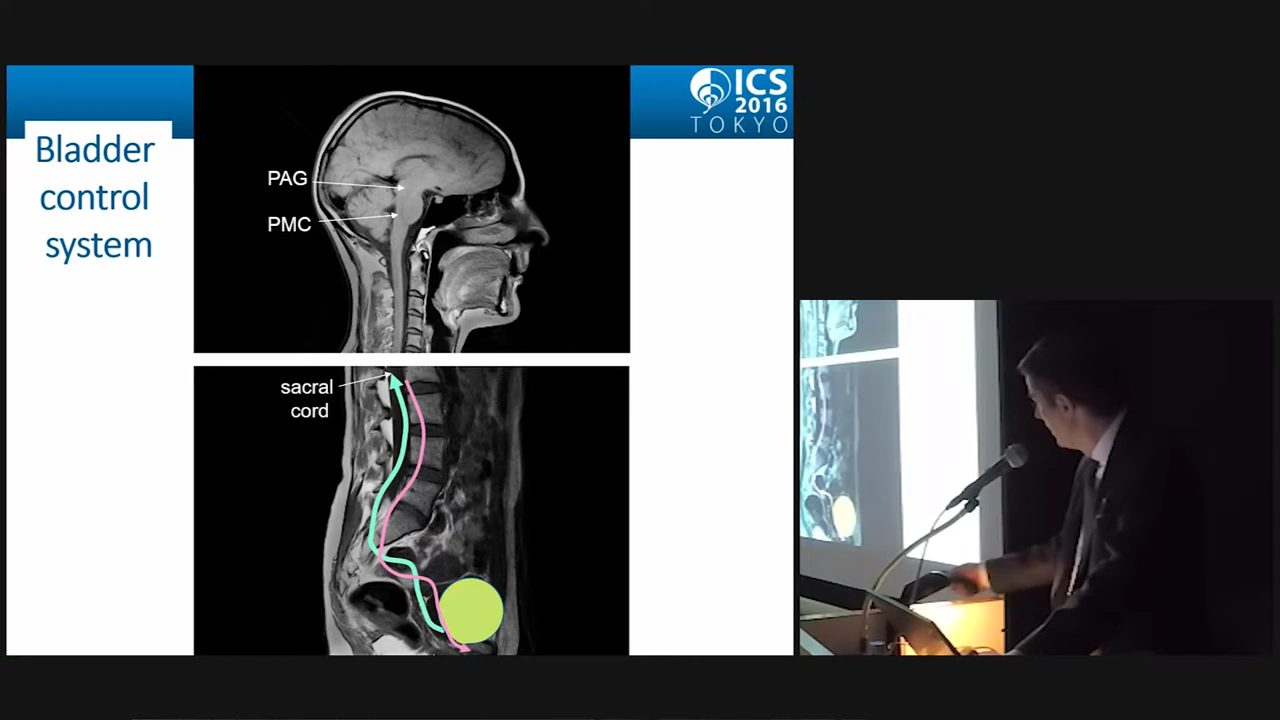 Bladder
control
system
ICS
2016
TOKYO
PAG
PMC
sacral
cord